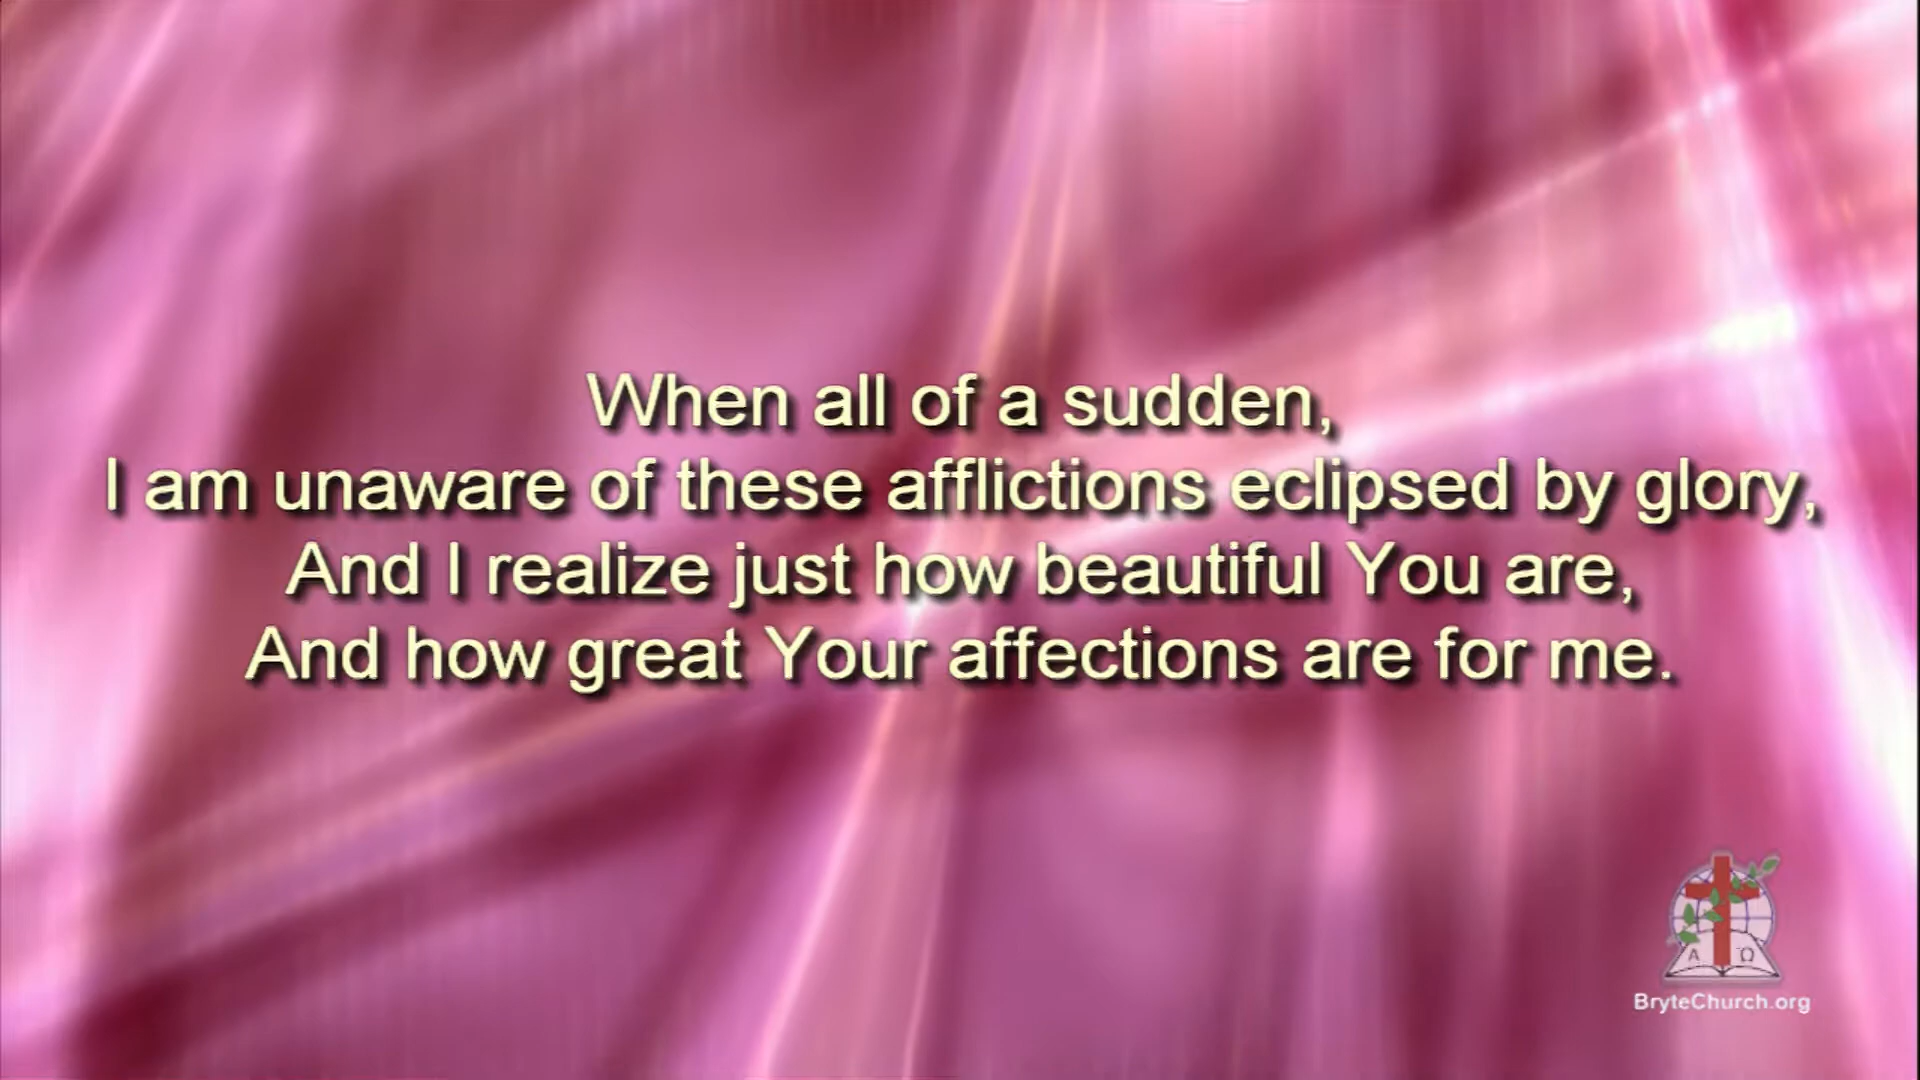 When all of a sudden,
I am unaware of these afflictions eclipsed by glory,
And I realize just how beautiful You are,
And how great Your affections are for me.
Α Ω
BryteChurch.org